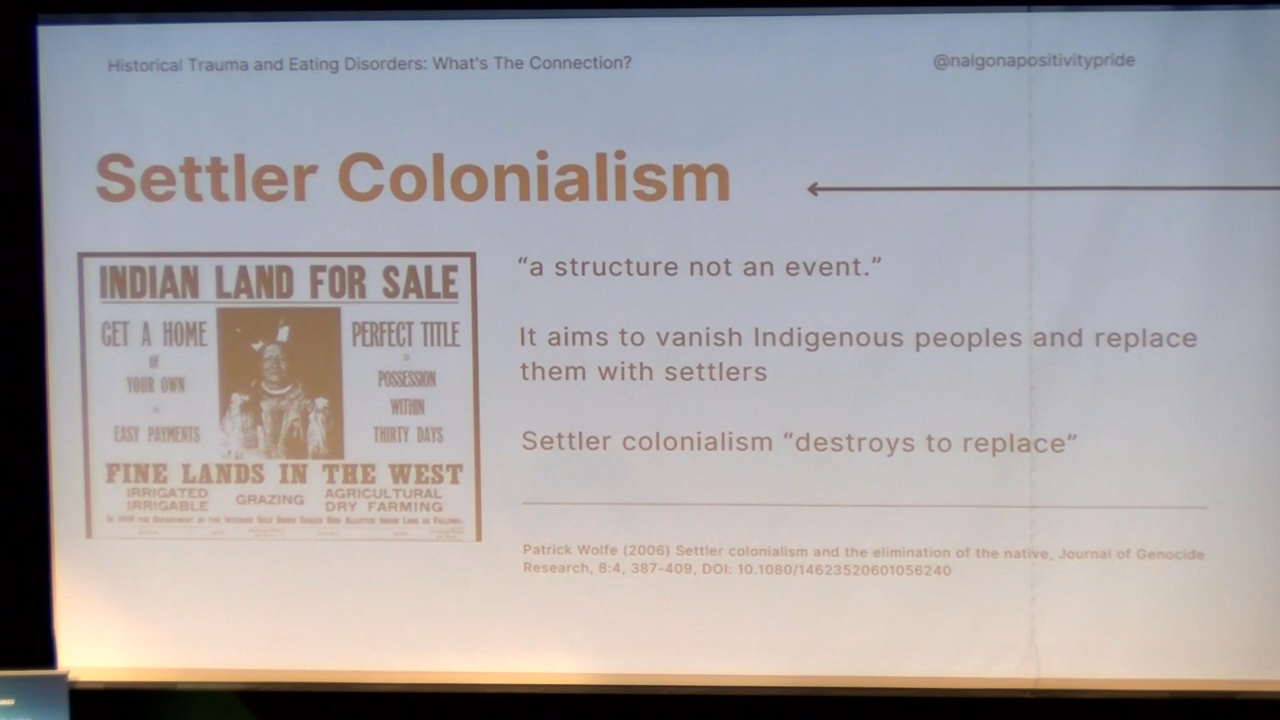 Historical Trauma and Eating Disorders: What's The Connection?
@nalgonapositivitypride
Settler Colonialism
INDIAN LAND FOR SALE
GET A HOME
OF
YOUR OWN
EASY PAYMENTS
PERFECT TITLE
POSSESSION
WITHIN
THIRTY DAYS
FINE LANDS IN THE WEST
IRRIGATED
IRRIGABLE
GRAZING
AGRICULTURAL
DRY FARMING
“a structure not an event.”
It aims to vanish Indigenous peoples and replace
them with settlers
Settler colonialism “destroys to replace”
Patrick Wolfe (2006) Settler colonialism and the elimination of the native, Journal of Genocide
Research, 8:4, 387-409, DOI: 10.1080/14623520601056240